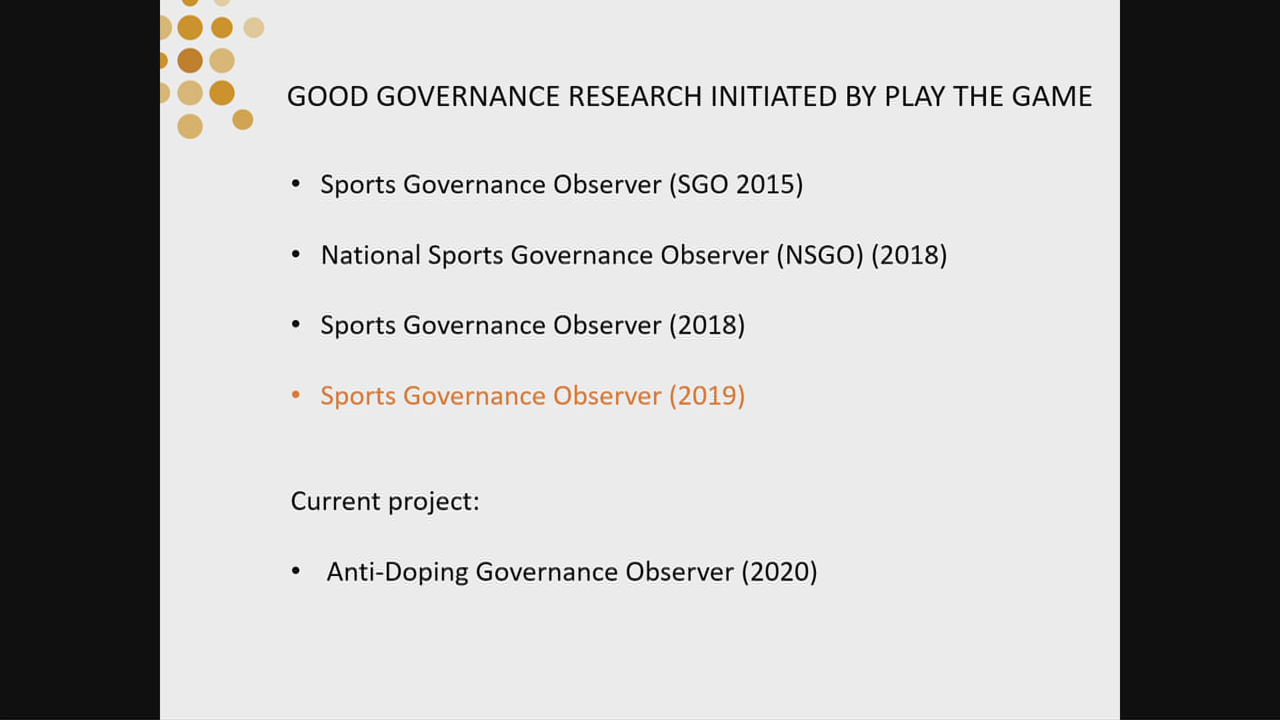 GOOD GOVERNANCE RESEARCH INITIATED BY PLAY THE GAME
• Sports Governance Observer (SGO 2015)
• National Sports Governance Observer (NSGO) (2018)
• Sports Governance Observer (2018)
• Sports Governance Observer (2019)
Current project:
• Anti-Doping Governance Observer (2020)